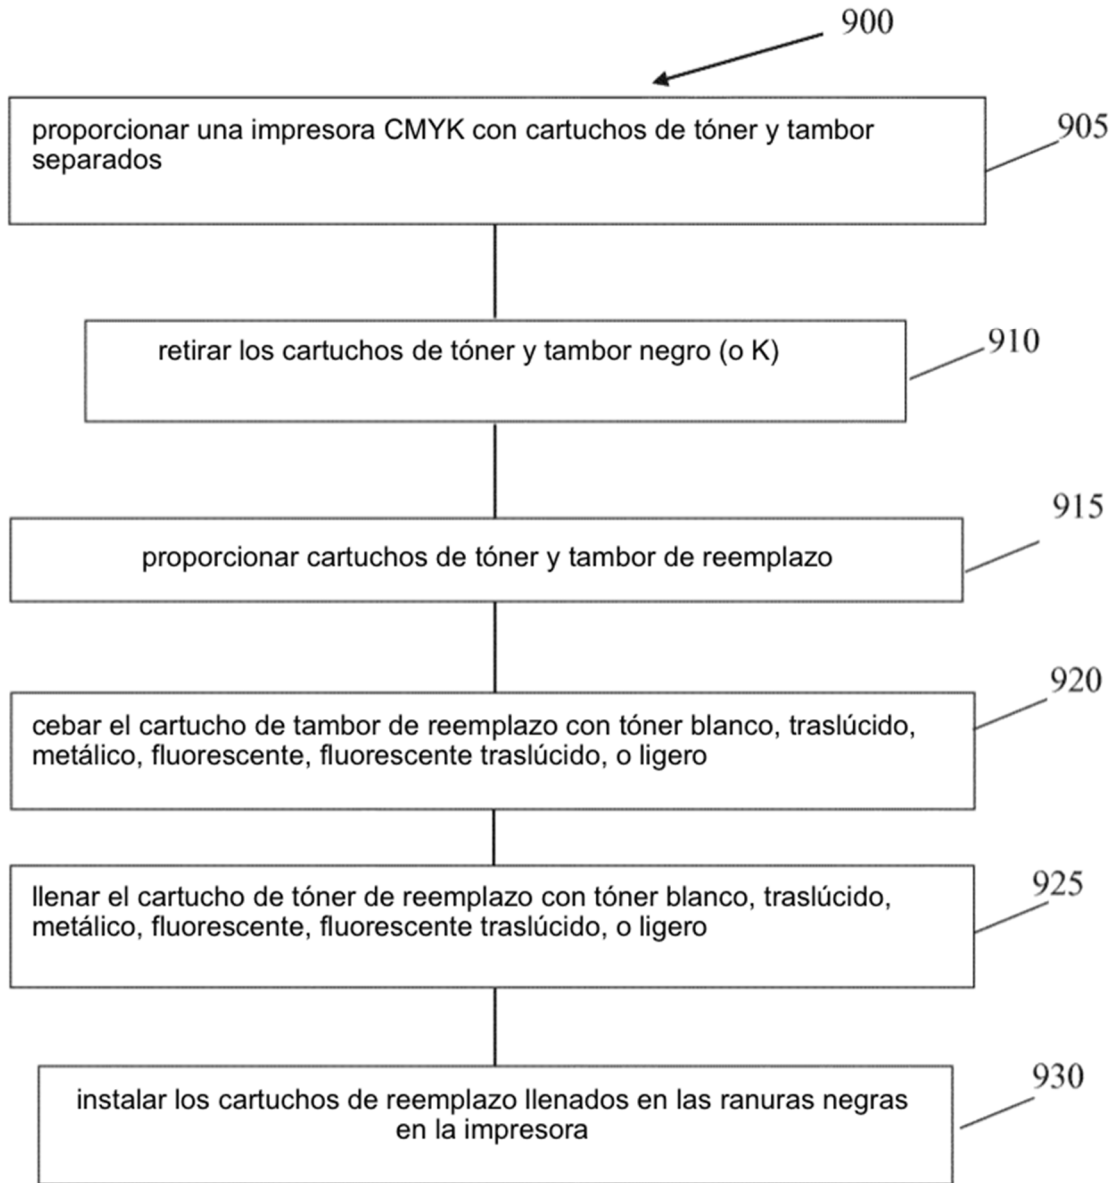 900
proporcionar una impresora CMYK con cartuchos de tóner y tambor
separados
905
retirar los cartuchos de tóner y tambor negro (o K)
910
915
proporcionar cartuchos de tóner y tambor de reemplazo
920
cebar el cartucho de tambor de reemplazo con tóner blanco, traslúcido,
metálico, fluorescente, fluorescente traslúcido, o ligero
925
llenar el cartucho de tóner de reemplazo con tóner blanco, traslúcido,
metálico, fluorescente, fluorescente traslúcido, o ligero
930
instalar los cartuchos de reemplazo llenados en las ranuras negras
en la impresora